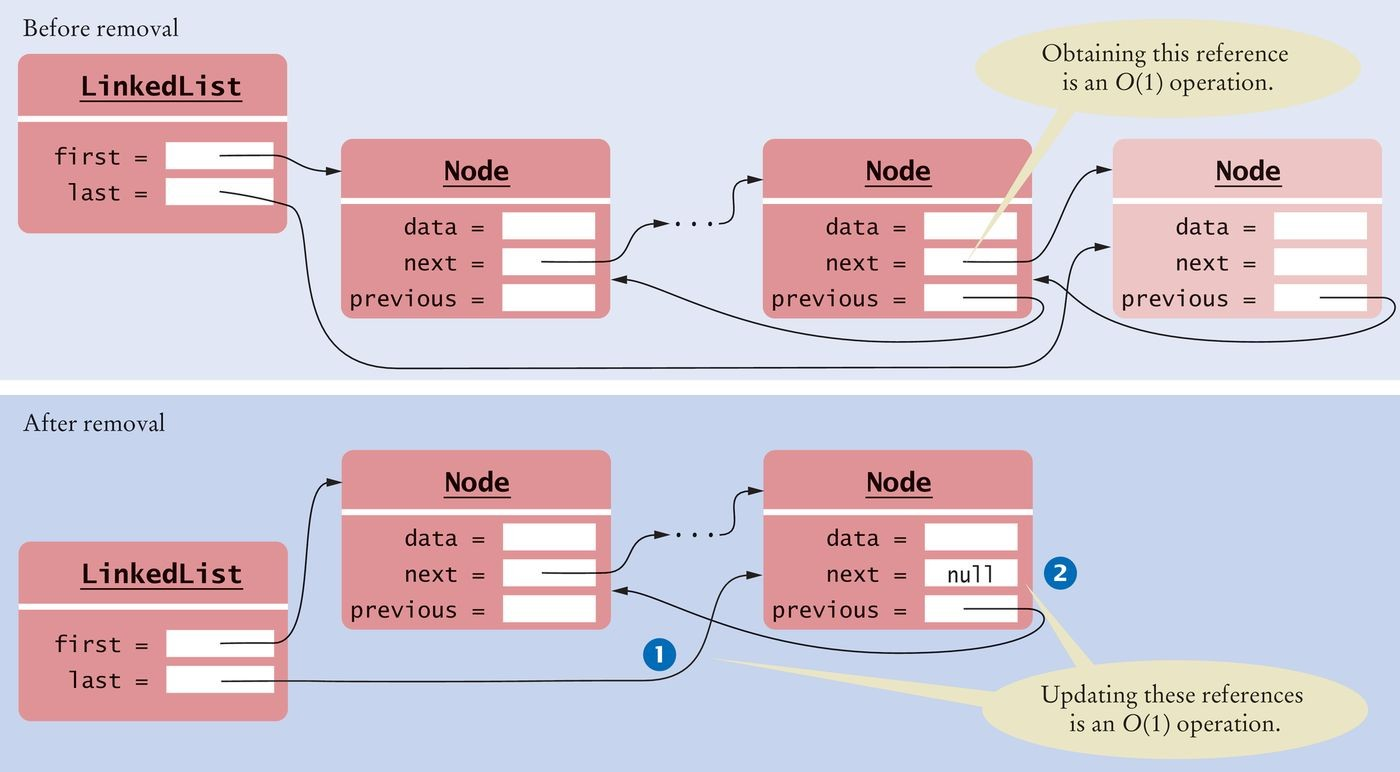 Before removal
LinkedList
first =
last =
Node
data =
next =
previous =
....
Node
data =
next =
previous =
Obtaining this reference
is an O(1) operation.
Node
data =
next =
previous =
After removal
LinkedList
first =
last =
Node
data =
next =
previous =
....
1
Node
data =
next = null
previous =
2
Updating these references
is an O(1) operation.